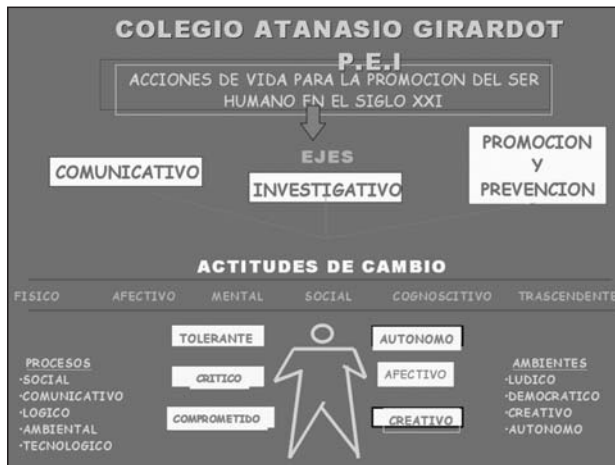 COLEGIO ATANASIO GIRARDOT
P.E.I
ACCIONES DE VIDA PARA LA PROMOCION DEL SER
HUMANO EN EL SIGLO XXI
EJES
COMUNICATIVO
INVESTIGATIVO
PROMOCION
Y
PREVENCION
ACTITUDES DE CAMBIO
FISICO AFECTIVO MENTAL SOCIAL COGNOSCITIVO TRASCENDENTE
PROCESOS
·SOCIAL
·COMUNICATIVO
·LOGICO
·AMBIENTAL
·TECNOLOGICO
TOLERANTE
CRITICO
COMPROMETIDO
AUTONOMO
AFECTIVO
CREATIVO
AMBIENTES
·LUDICO
·DEMOCRATICO
·CREATIVO
·AUTONOMO